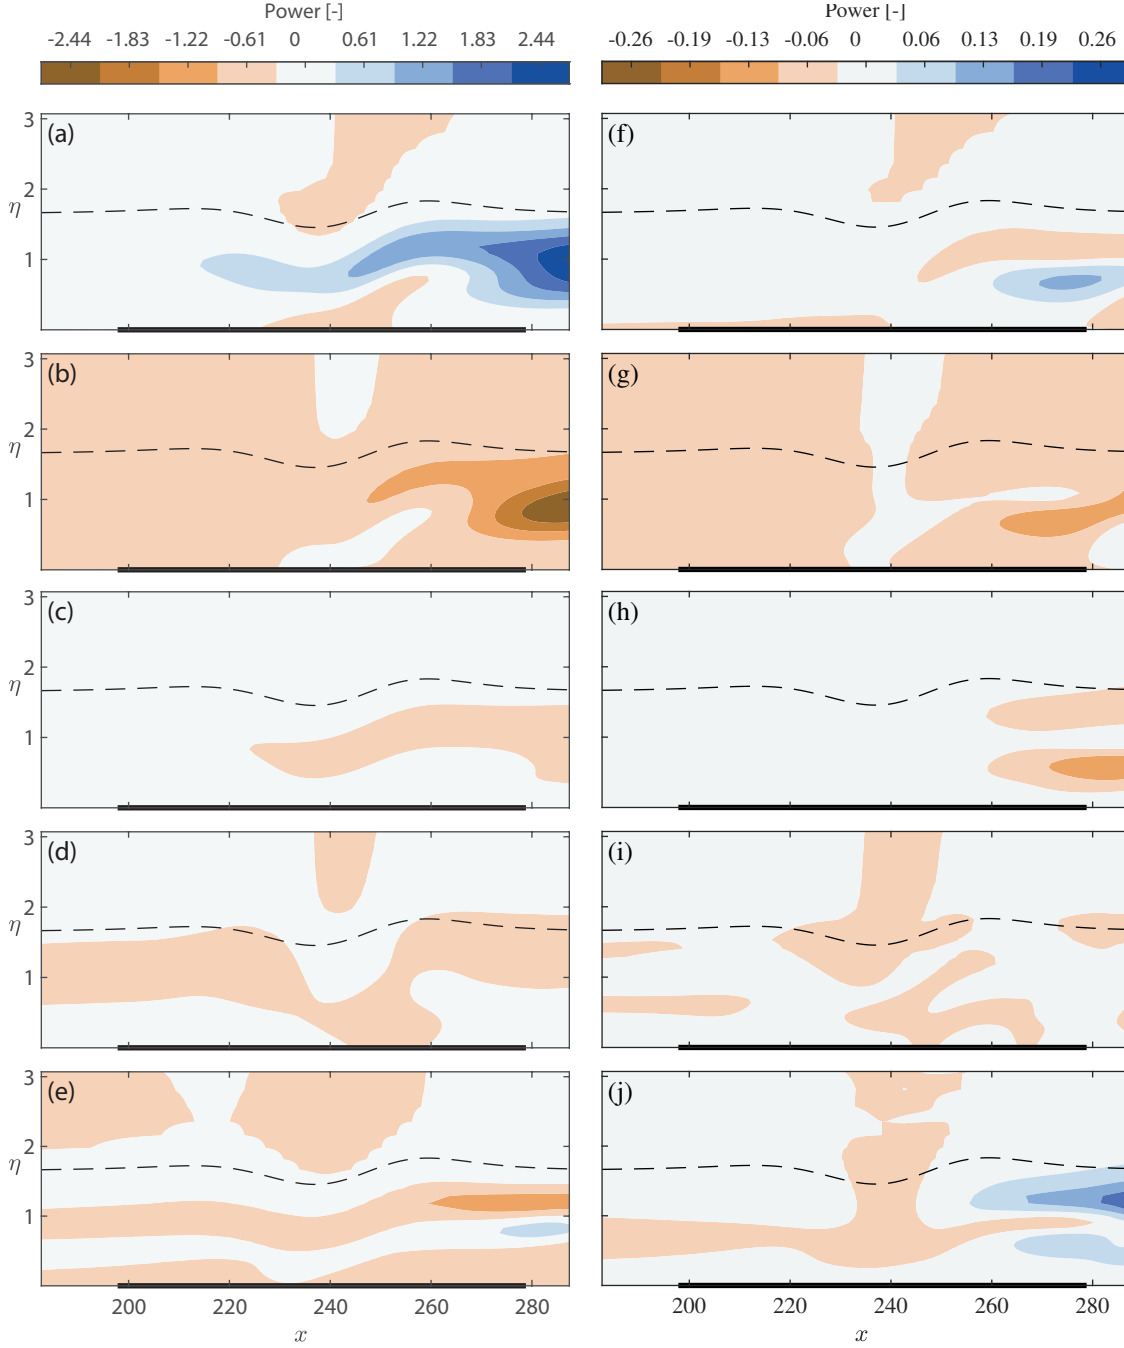 Power [-]
-2.44 -1.83 -1.22 -0.61 0 0.61 1.22 1.83 2.44
Power [-]
-0.26 -0.19 -0.13 -0.06 0 0.06 0.13 0.19 0.26
(a)
3
2
η
1
(f)
(b)
3
2
η
1
(g)
(c)
3
2
η
1
(h)
(d)
3
2
η
1
(i)
(e)
3
2
η
1
200 220 240 260 280
x
(j)
200 220 240 260 280
x